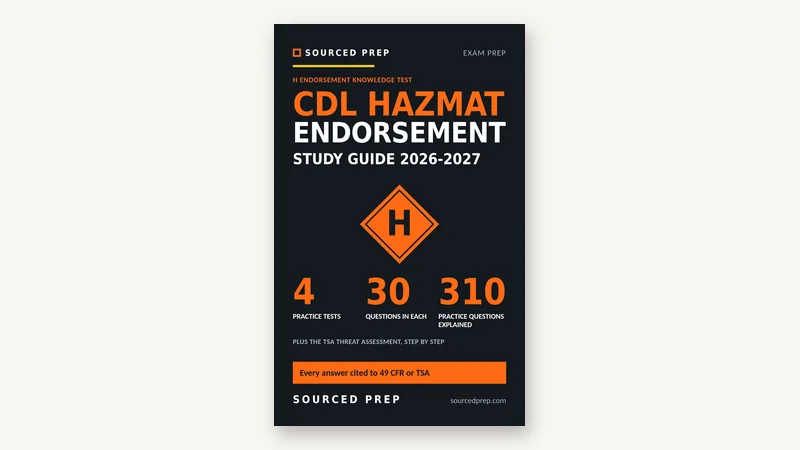 SOURCED PREP
EXAM PREP
H ENDORSEMENT KNOWLEDGE TEST
CDL HAZMAT
ENDORSEMENT
STUDY GUIDE 2026-2027
H
4
PRACTICE TESTS
30
QUESTIONS IN EACH
310
PRACTICE QUESTIONS
EXPLAINED
PLUS THE TSA THREAT ASSESSMENT, STEP BY STEP
Every answer cited to 49 CFR or TSA
SOURCED PREP
sourcedprep.com